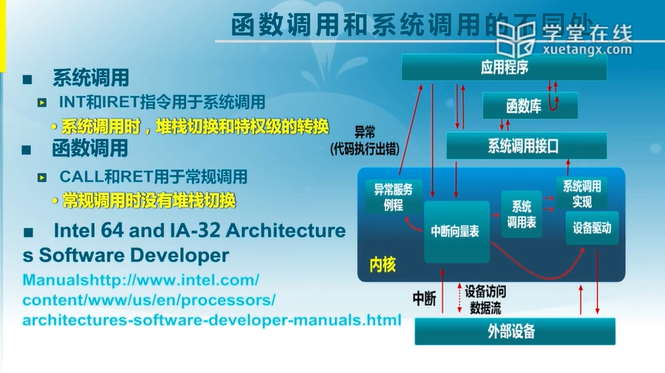 函数调用和系统调用的不同处
学堂在线
xuetangx.com
■ 系统调用
INT和IRET指令用于系统调用
• 系统调用时，堆栈切换和特权级的转换
■ 函数调用
CALL和RET用于常规调用
• 常规调用时没有堆栈切换
■ Intel 64 and IA-32 Architecture
s Software Developer
Manualshttp://www.intel.com/
content/www/us/en/processors/
architectures-software-developer-manuals.html
应用程序
函数库
异常
(代码执行出错)
系统调用接口
异常服务
例程
中断向量表
系统
调用表
系统调用
实现
设备驱动
内核
中断
设备访问
数据流
外部设备